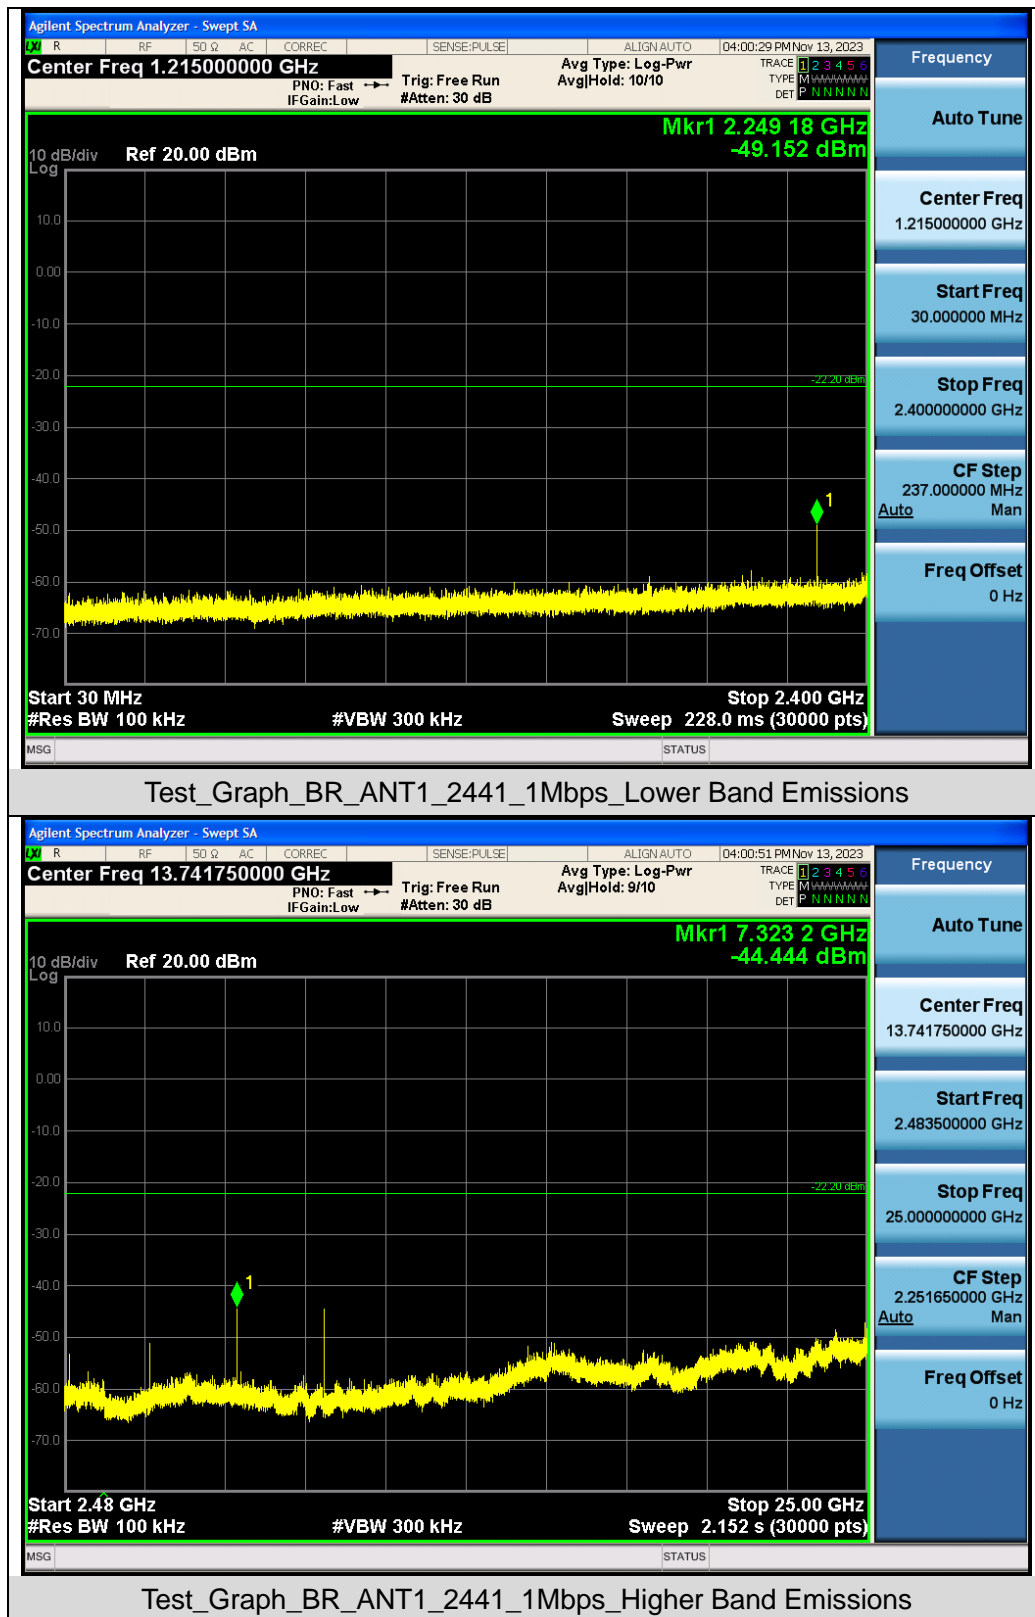 Agilent Spectrum Analyzer - Swept SA
LXI R RF 50 Ω AC CORREC SENSE:PULSE ALIGN AUTO 04:00:29 PM Nov 13, 2023
Center Freq 1.215000000 GHz
PNO: Fast
IFGain:Low
Trig: Free Run
#Atten: 30 dB
Avg Type: Log-Pwr
Avg|Hold: 10/10
TRACE 1 2 3 4 5 6
TYPE M
DET P N N N N N
Mkr1 2.249 18 GHz
-49.152 dBm
10 dB/div Ref 20.00 dBm
Log
10.0
0.00
-10.0
-20.0
-22.20 dBm
-30.0
-40.0
1
-50.0
-60.0
-70.0
Start 30 MHz Stop 2.400 GHz
#Res BW 100 kHz #VBW 300 kHz Sweep 228.0 ms (30000 pts)
MSG STATUS
Frequency
Auto Tune
Center Freq
1.215000000 GHz
Start Freq
30.000000 MHz
Stop Freq
2.400000000 GHz
CF Step
237.000000 MHz
Auto Man
Freq Offset
0 Hz
Test_Graph_BR_ANT1_2441_1Mbps_Lower Band Emissions
Agilent Spectrum Analyzer - Swept SA
LXI R RF 50 Ω AC CORREC SENSE:PULSE ALIGN AUTO 04:00:51 PM Nov 13, 2023
Center Freq 13.741750000 GHz
PNO: Fast
IFGain:Low
Trig: Free Run
#Atten: 30 dB
Avg Type: Log-Pwr
Avg|Hold: 9/10
TRACE 1 2 3 4 5 6
TYPE M
DET P N N N N N
Mkr1 7.323 2 GHz
-44.444 dBm
10 dB/div Ref 20.00 dBm
Log
10.0
0.00
-10.0
-20.0
-22.20 dBm
-30.0
-40.0
1
-50.0
-60.0
-70.0
Start 2.48 GHz Stop 25.00 GHz
#Res BW 100 kHz #VBW 300 kHz Sweep 2.152 s (30000 pts)
MSG STATUS
Frequency
Auto Tune
Center Freq
13.741750000 GHz
Start Freq
2.483500000 GHz
Stop Freq
25.000000000 GHz
CF Step
2.251650000 GHz
Auto Man
Freq Offset
0 Hz
Test_Graph_BR_ANT1_2441_1Mbps_Higher Band Emissions